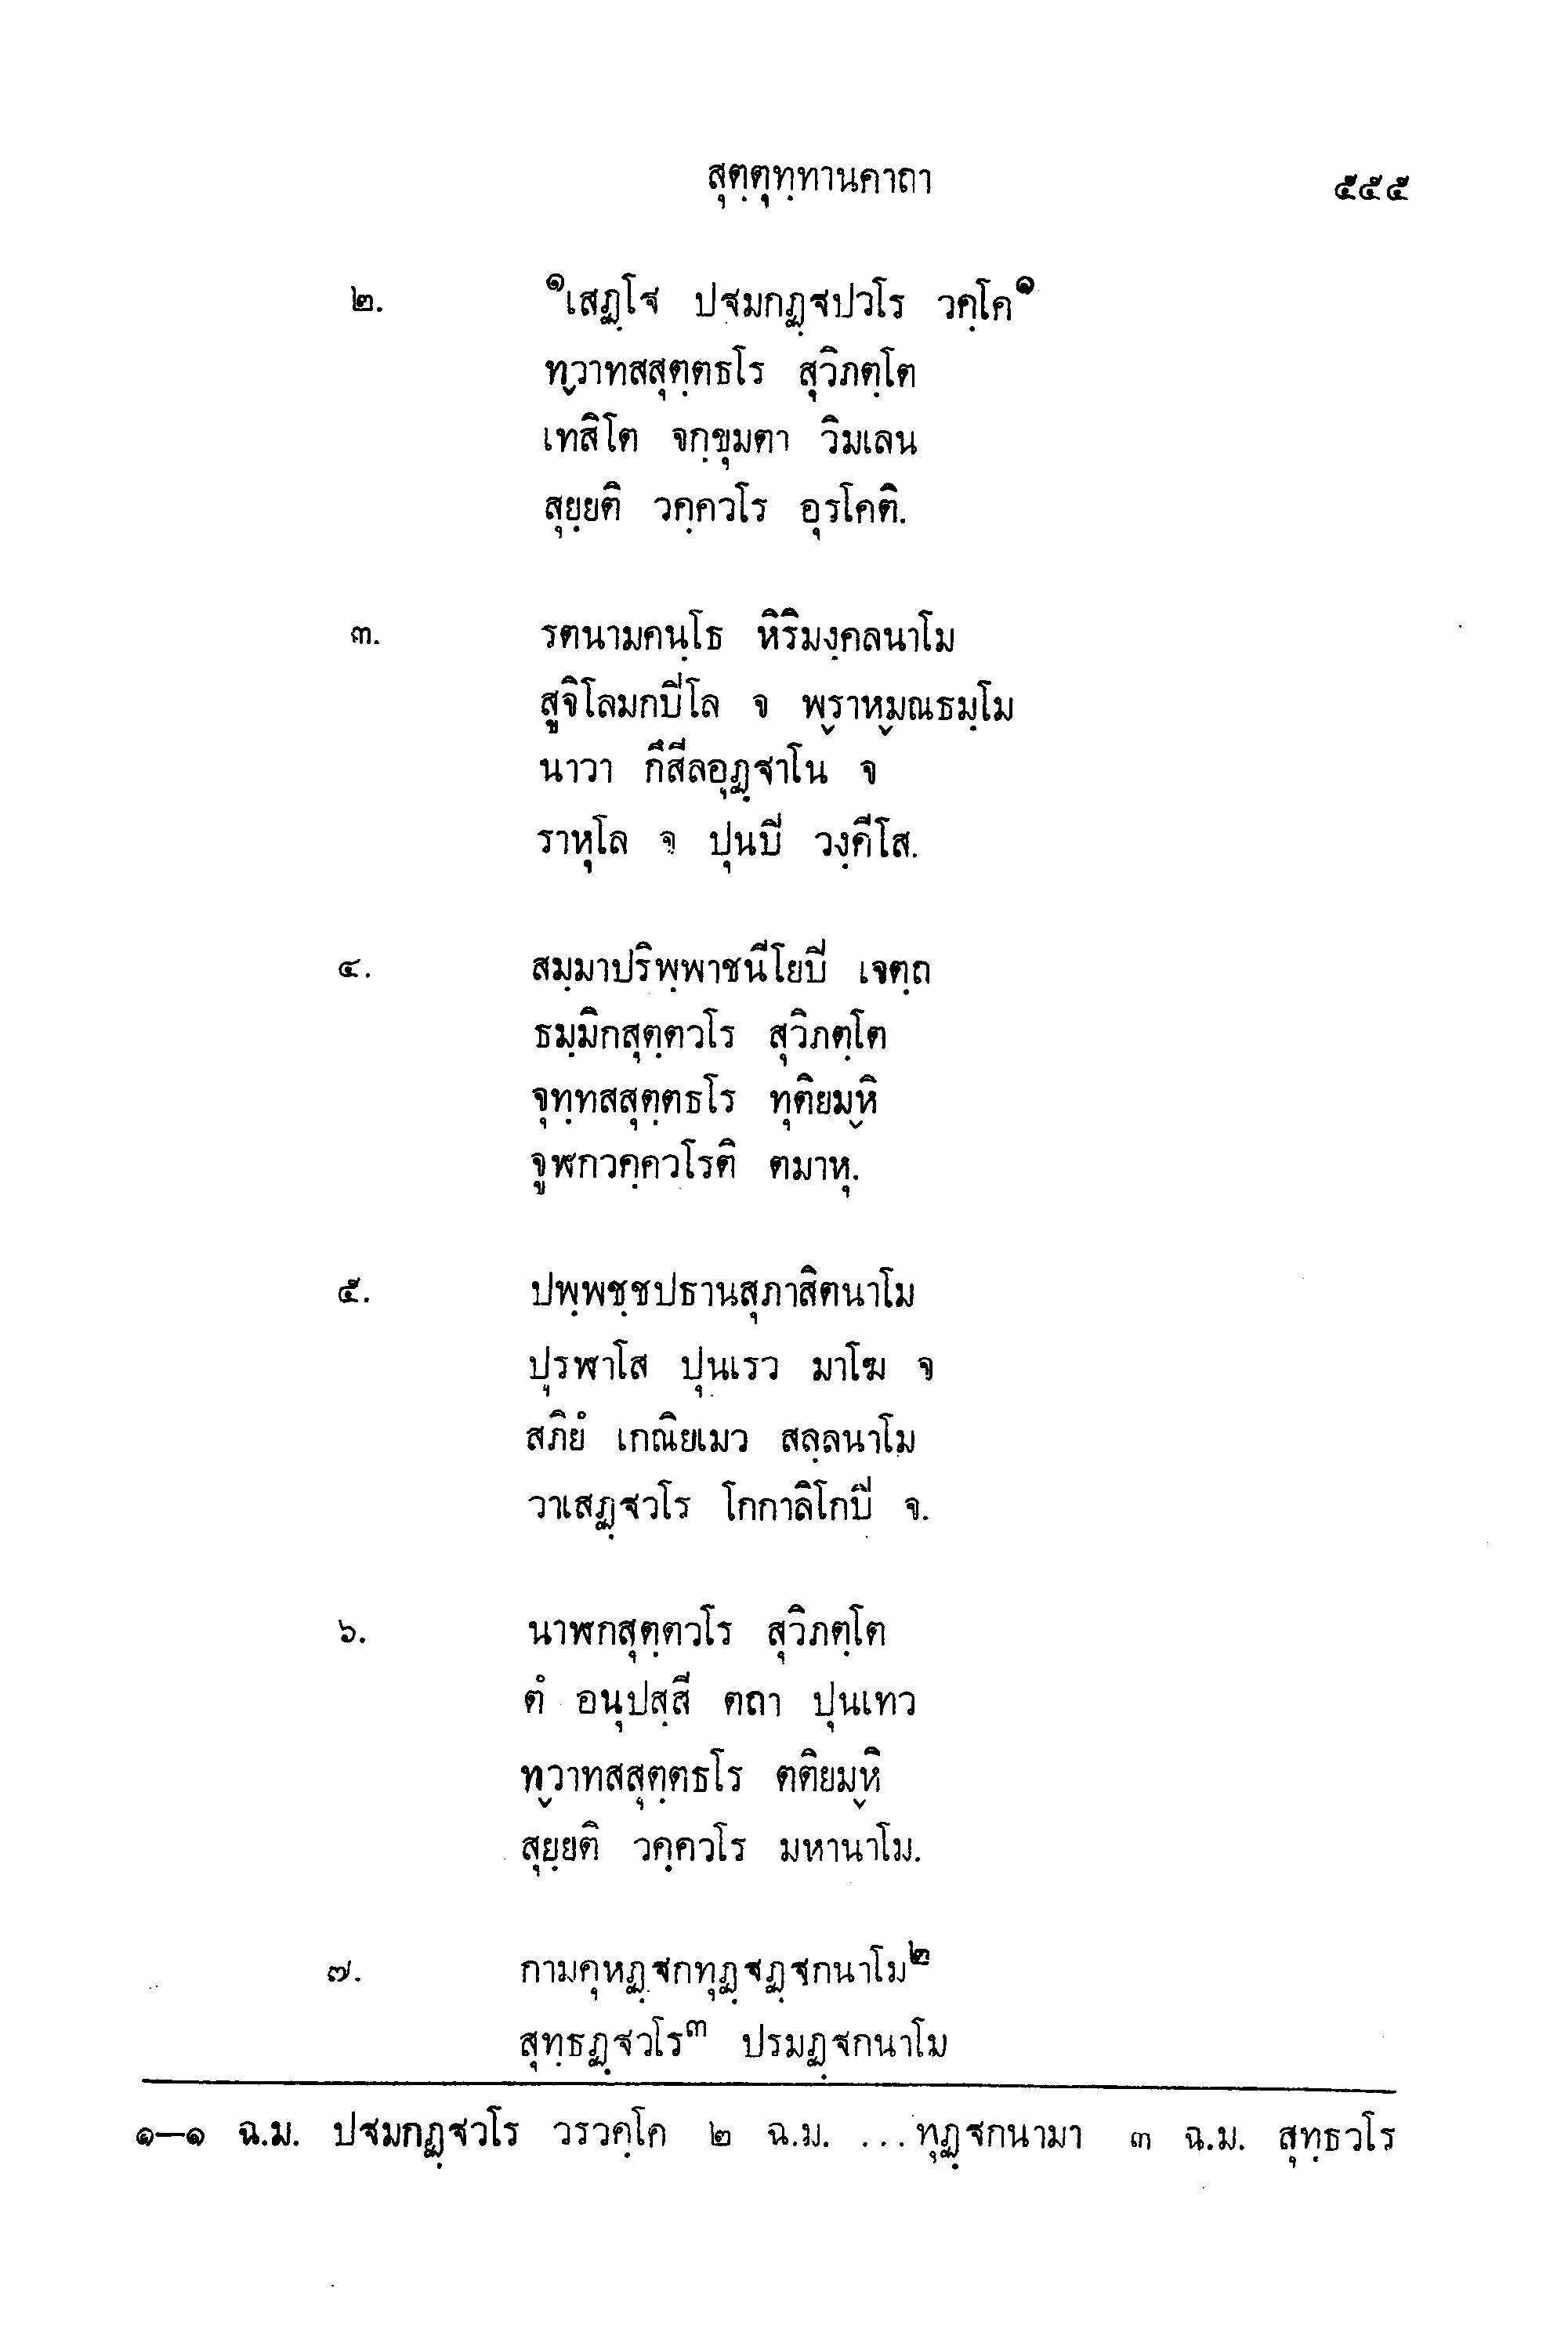 สุตฺตุทฺทานคาถา ๕๕๕
๒. ๑เสฏฺโฐ ปฐมกฏฺฐปวโร วคฺโค๑
ทฺวาทสสุตฺตธโร สุวิภตฺโต
เทสิโต จกฺขุมตา วิมเลน
สุยฺยติ วคฺควโร อุรโคติ.
๓. รตนามคนฺโธ หิริมงฺคลนาโม
สูจิโลมกปิโล จ พฺราหฺมณธมฺโม
นาวา กึสีลอุฏฺฐาโน จ
ราหุโล จ ปุนปิ วงฺคีโส.
๔. สมฺมาปริพฺพาชนีโยปิ เจตฺถ
ธมฺมิกสุตฺตวโร สุวิภตฺโต
จุทฺทสสุตฺตธโร ทุติยมฺหิ
จูฬกวคฺควโรติ ตมาหุ.
๕. ปพฺพชฺชปธานสุภาสิตนาโม
ปุรฬาโส ปุนเรว มาโฆ จ
สภิยํ เกณิยเมว สลฺลนาโม
วาเสฏฺฐวโร โกกาลิโกปิ จ.
๖. นาฬกสุตฺตวโร สุวิภตฺโต
ตํ อนุปสฺสี ตถา ปุนเทว
ทฺวาทสสุตฺตธโร ตติยมฺหิ
สุยฺยติ วคฺควโร มหานาโม.
๗. กามคุหฏฺฐกทุฏฺฐฏฺฐกนาโม๒
สุทฺธฏฺฐวโร๓ ปรมฏฺฐกนาโม
๑—๑ ฉ.ม. ปฐมกฏฺฐวโร วรวคฺโค ๒ ฉ.ม. ...ทุฏฺฐกนามา ๓ ฉ.ม. สุทฺธวโร